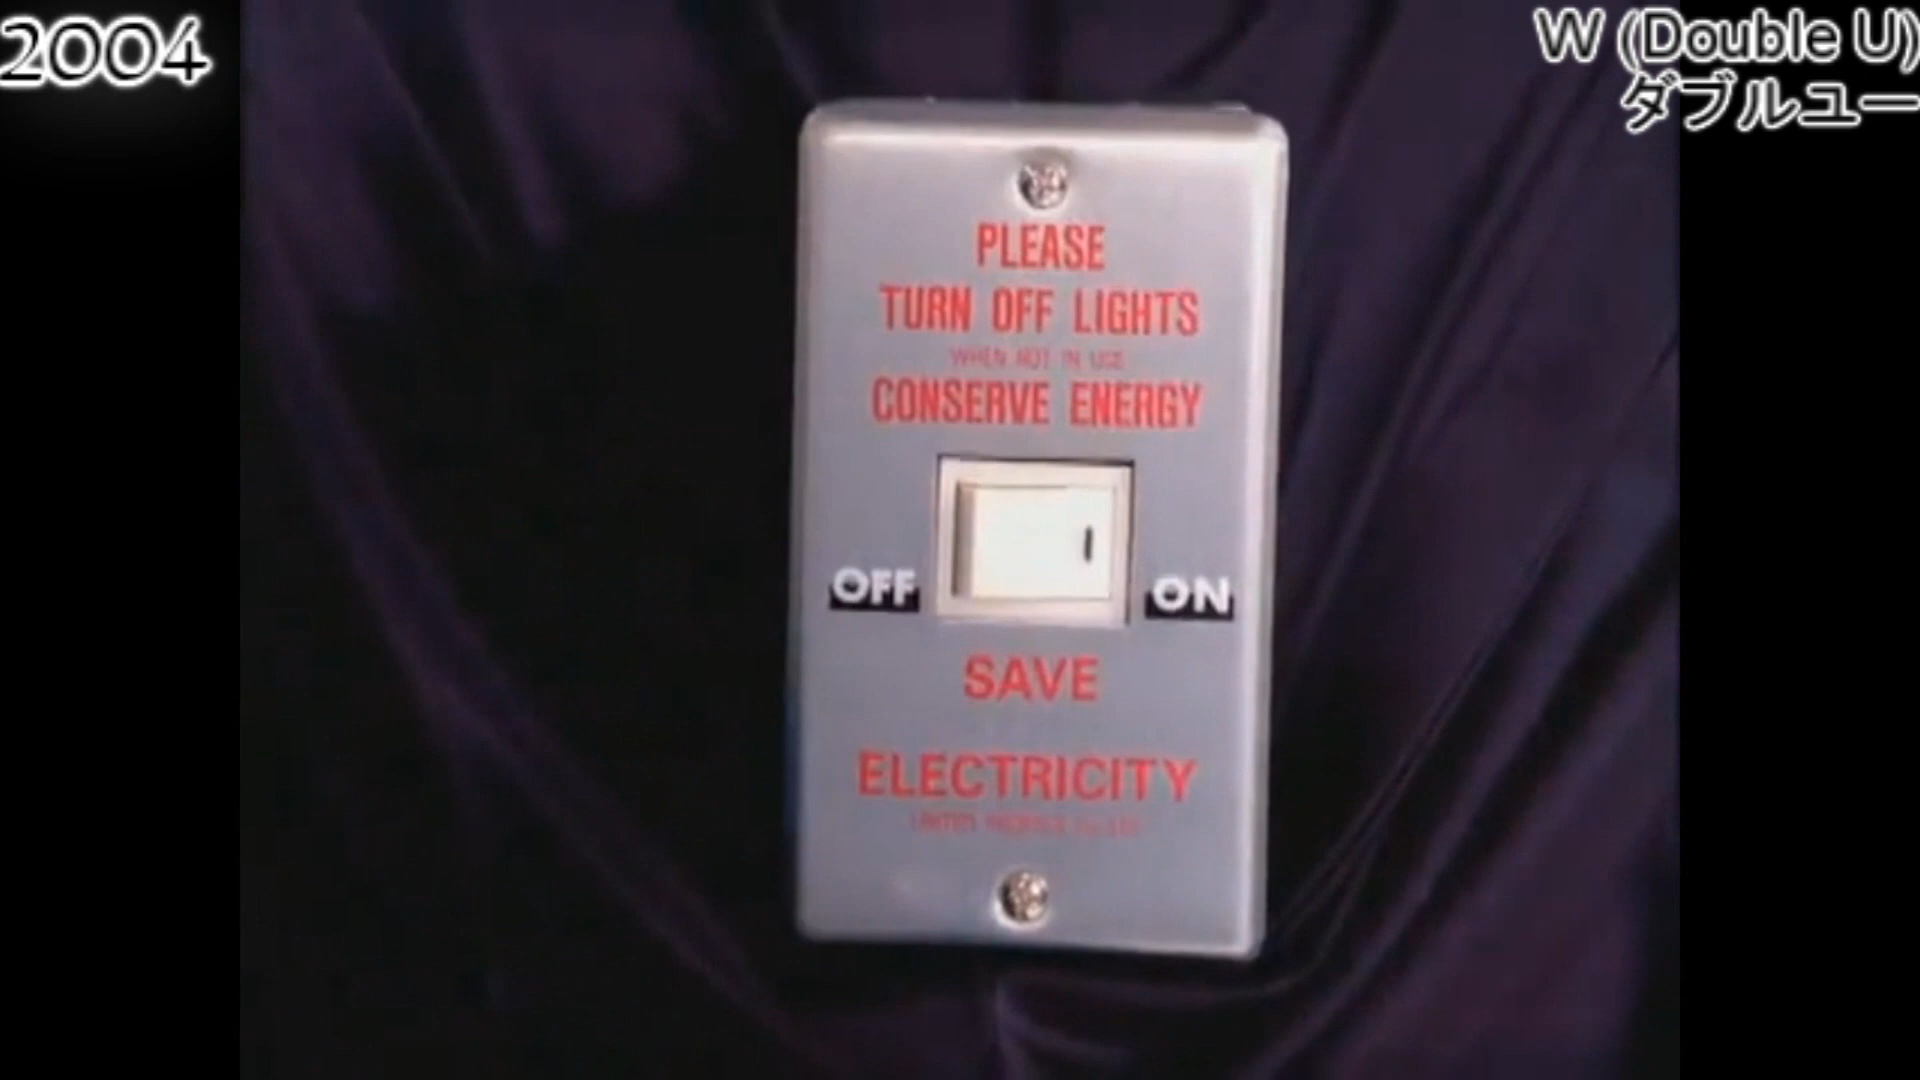 2004
W (Double U)
ダブルユー
PLEASE
TURN OFF LIGHTS
WHEN NOT IN USE
CONSERVE ENERGY
OFF
ON
SAVE
ELECTRICITY